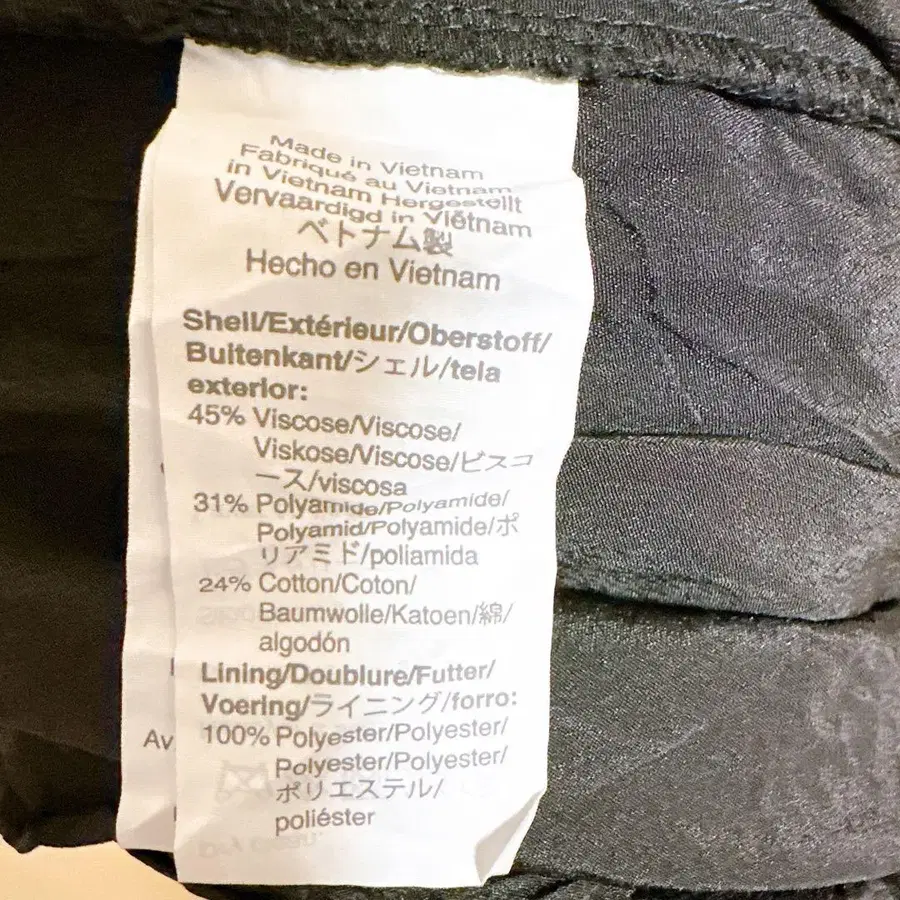 Made in Vietnam
Fabriqué au Vietnam
in Vietnam Hergestellt
Vervaardigd in Viëtnam
ベトナム製
Hecho en Vietnam
Shell/Extérieur/Oberstoff/
Buitenkant/シェル/tela
exterior:
45% Viscose/Viscose/
Viskose/Viscose/ビスコ
ース/viscosa
31% Polyamide/Polyamide/
Polyamid/Polyamide/ポ
リアミド/poliamida
24% Cotton/Coton/
Baumwolle/Katoen/綿/
algodón
Lining/Doublure/Futter/
Voering/ライニング/forro:
100% Polyester/Polyester/
Polyester/Polyester/
ポリエステル/
poliéster
Av